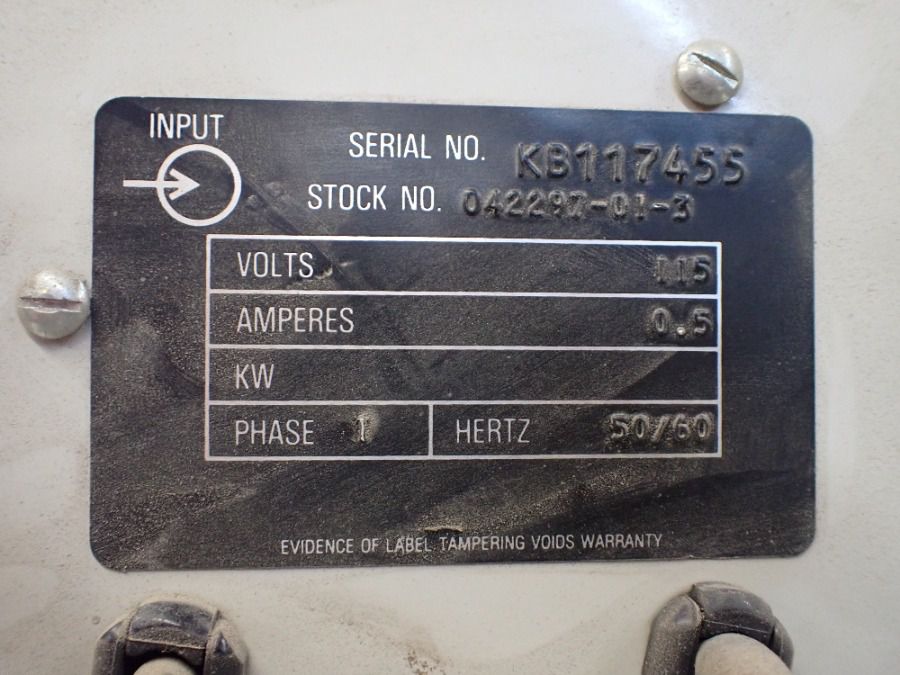 INPUT
SERIAL NO. KB117455
STOCK NO. 042297-01-3
VOLTS 115
AMPERES 0.5
KW
PHASE 1 HERTZ 50/60
EVIDENCE OF LABEL TAMPERING VOIDS WARRANTY